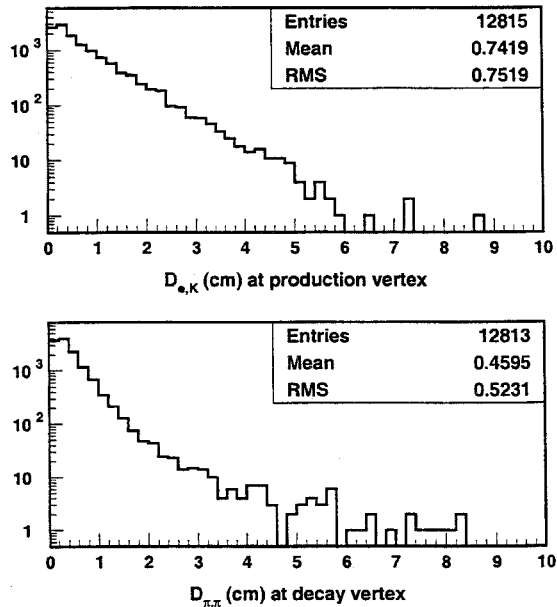 Entries 12815
Mean 0.7419
RMS 0.7519
10³
10²
10
1
0 1 2 3 4 5 6 7 8 9 10
D e,K (cm) at production vertex
Entries 12813
Mean 0.4595
RMS 0.5231
10³
10²
10
1
0 1 2 3 4 5 6 7 8 9 10
D π,π (cm) at decay vertex